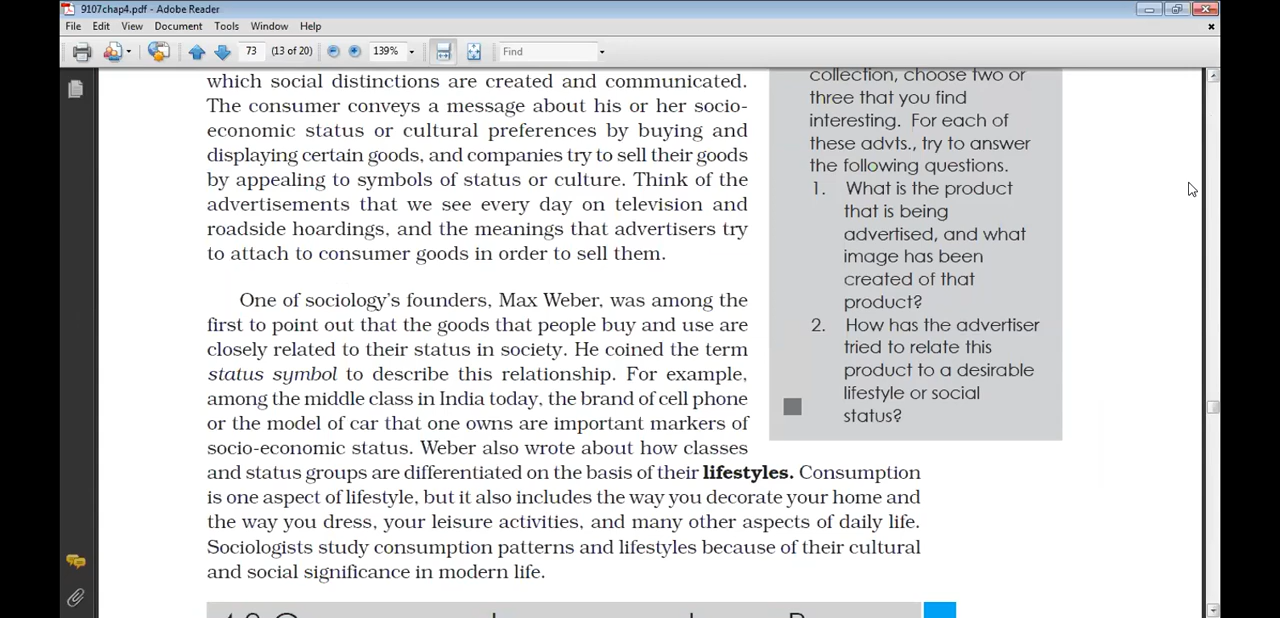 9107chap4.pdf - Adobe Reader
File Edit View Document Tools Window Help
73 (13 of 20) 139% Find
which social distinctions are created and communicated.
The consumer conveys a message about his or her socio-
economic status or cultural preferences by buying and
displaying certain goods, and companies try to sell their goods
by appealing to symbols of status or culture. Think of the
advertisements that we see every day on television and
roadside hoardings, and the meanings that advertisers try
to attach to consumer goods in order to sell them.
One of sociology's founders, Max Weber, was among the
first to point out that the goods that people buy and use are
closely related to their status in society. He coined the term
status symbol to describe this relationship. For example,
among the middle class in India today, the brand of cell phone
or the model of car that one owns are important markers of
socio-economic status. Weber also wrote about how classes
and status groups are differentiated on the basis of their lifestyles. Consumption
is one aspect of lifestyle, but it also includes the way you decorate your home and
the way you dress, your leisure activities, and many other aspects of daily life.
Sociologists study consumption patterns and lifestyles because of their cultural
and social significance in modern life.
collection, choose two or
three that you find
interesting. For each of
these advts., try to answer
the following questions.
1. What is the product
that is being
advertised, and what
image has been
created of that
product?
2. How has the advertiser
tried to relate this
product to a desirable
lifestyle or social
status?